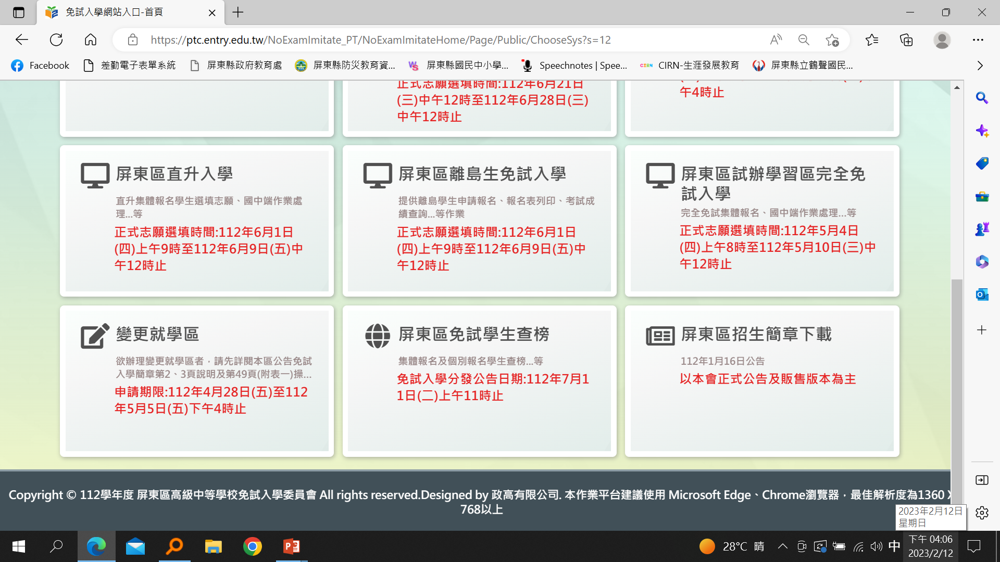 免試入學網站入口-首頁
https://ptc.entry.edu.tw/NoExamImitate_PT/NoExamImitateHome/Page/Public/ChooseSys?s=12
Facebook
差勤電子表單系統
屏東縣政府教育處
屏東縣防災教育資...
屏東縣國民中小學...
Speechnotes | Spee...
CIRN-生涯發展教育
屏東縣立鶴聲國民...
正式志願選填時間:112年6月21日
(三)中午12時至112年6月28日(三)
中午12時止
午4時止
屏東區直升入學
直升集體報名學生選填志願、國中端作業處
理...等
正式志願選填時間:112年6月1日
(四)上午9時至112年6月9日(五)中
午12時止
屏東區離島生免試入學
提供離島學生申請報名、報名表列印、考試成
績查詢...等作業
正式志願選填時間:112年6月1日
(四)上午9時至112年6月9日(五)中
午12時止
屏東區試辦學習區完全免
試入學
完全免試集體報名、國中端作業處理...等
正式志願選填時間:112年5月4日
(四)上午8時至112年5月10日(三)中
午12時止
變更就學區
欲辦理變更就學區者，請先詳閱本區公告免試
入學簡章第2、3頁說明及第49頁(附表一)操...
申請期限:112年4月28日(五)至112
年5月5日(五)下午4時止
屏東區免試學生查榜
集體報名及個別報名學生查榜...等
免試入學分發公告日期:112年7月1
1日(二)上午11時止
屏東區招生簡章下載
112年1月16日公告
以本會正式公告及販售版本為主
Copyright © 112學年度 屏東區高級中等學校免試入學委員會 All rights reserved.Designed by 政高有限公司. 本作業平台建議使用 Microsoft Edge、Chrome瀏覽器，最佳解析度為1360 X
768以上
2023年2月12日
星期日
28°C 晴
中
下午 04:06
2023/2/12